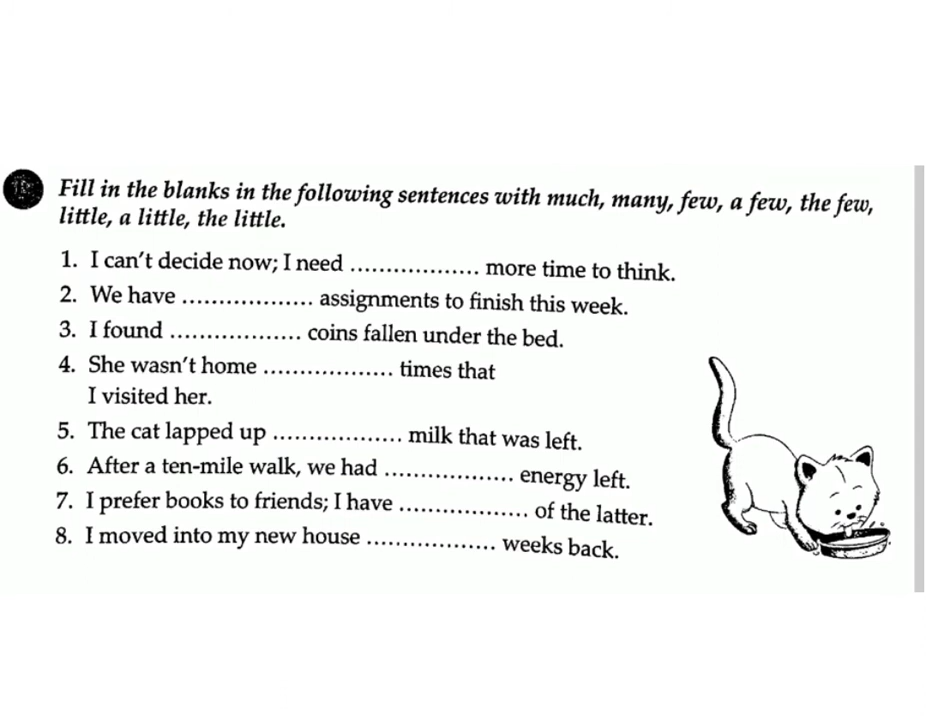 Fill in the blanks in the following sentences with much, many, few, a few, the few,
little, a little, the little.
1. I can't decide now; I need .................. more time to think.
2. We have .................. assignments to finish this week.
3. I found .................. coins fallen under the bed.
4. She wasn't home .................. times that
I visited her.
5. The cat lapped up .................. milk that was left.
6. After a ten-mile walk, we had .................. energy left.
7. I prefer books to friends; I have .................. of the latter.
8. I moved into my new house .................. weeks back.